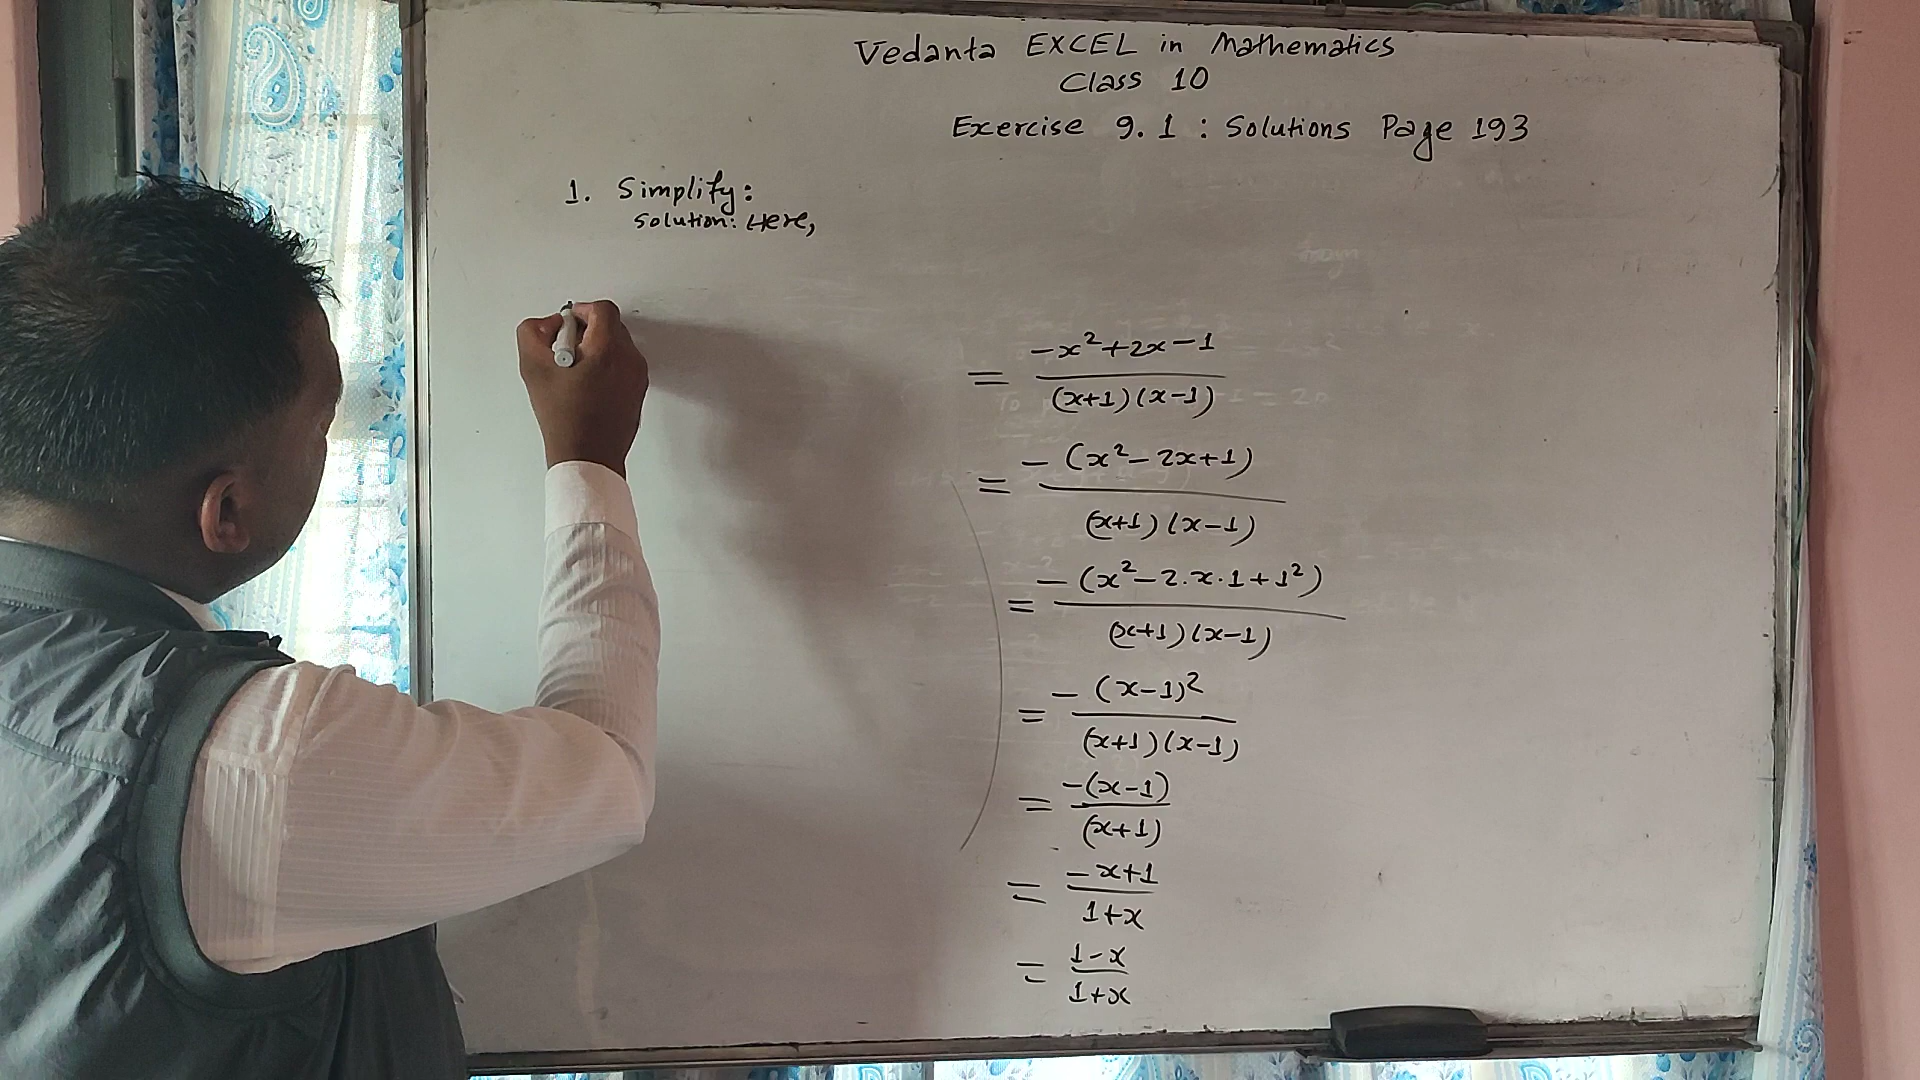 Vedanta EXCEL in Mathematics
Class 10
Exercise 9.1 : Solutions Page 193
1. Simplify:
Solution: Here,
= -x²+2x-1 / (x+1)(x-1)
= -(x²-2x+1) / (x+1)(x-1)
= -(x²-2.x.1+1²) / (x+1)(x-1)
= -(x-1)² / (x+1)(x-1)
= -(x-1) / (x+1)
= -x+1 / 1+x
= 1-x / 1+x